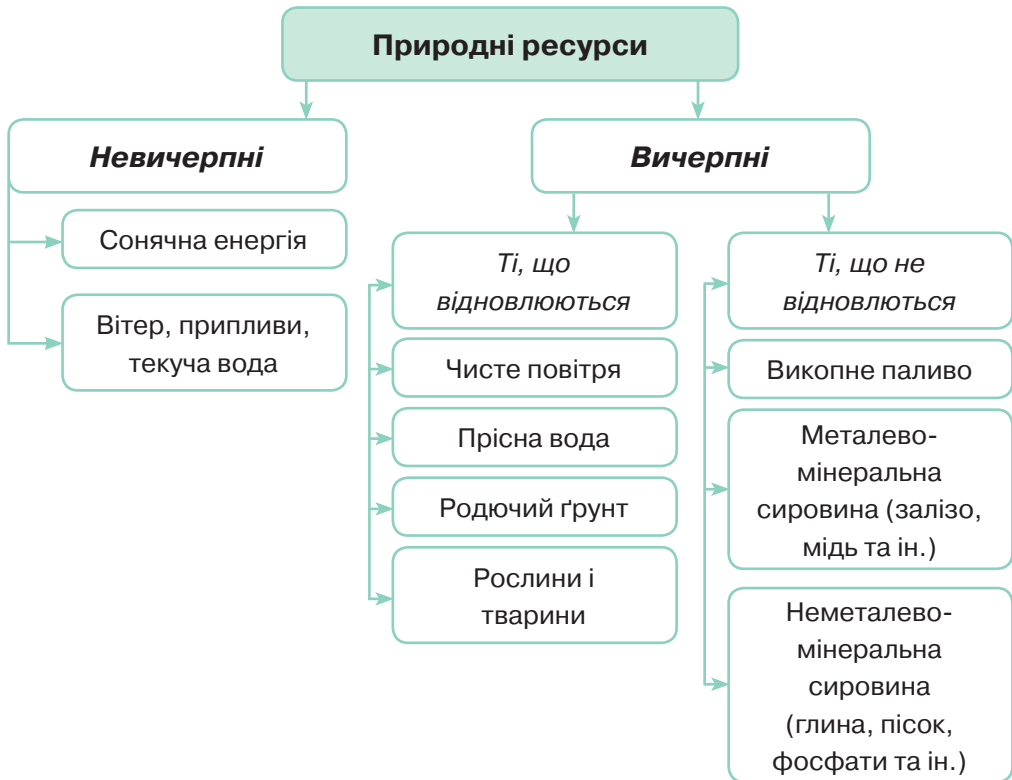 Природні ресурси
Невичерпні
Сонячна енергія
Вітер, припливи,
текуча вода
Вичерпні
Ті, що
відновлюються
Чисте повітря
Прісна вода
Родючий ґрунт
Рослини і
тварини
Ті, що не
відновлються
Викопне паливо
Металево-
мінеральна
сировина (залізо,
мідь та ін.)
Неметалево-
мінеральна
сировина
(глина, пісок,
фосфати та ін.)